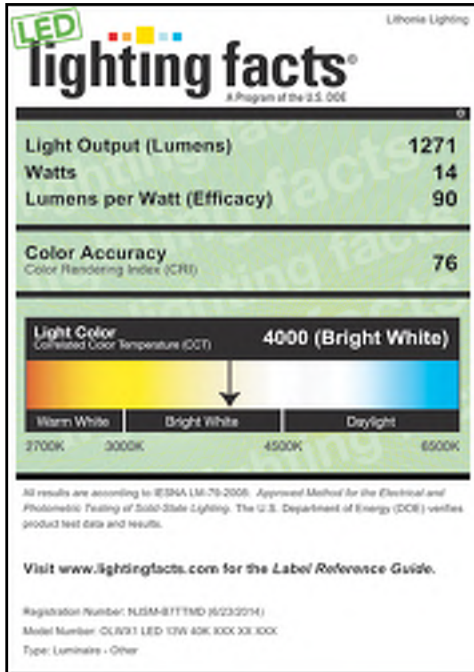 LED
Lithonia Lighting
lighting facts®
A Program of the U.S. DOE
Light Output (Lumens) 1271
Watts 14
Lumens per Watt (Efficacy) 90
Color Accuracy
Color Rendering Index (CRI) 76
Light Color
Correlated Color Temperature (CCT) 4000 (Bright White)
Warm White Bright White Daylight
2700K 3000K 4500K 6500K
All results are according to IESNA LM-79-2008: Approved Method for the Electrical and
Photometric Testing of Solid-State Lighting. The U.S. Department of Energy (DOE) verifies
product test data and results.
Visit www.lightingfacts.com for the Label Reference Guide.
Registration Number: (6/23/2014)
Model Number: OLWX1 LED 13W 40K XXX XX XXX
Type: Luminaire - Other